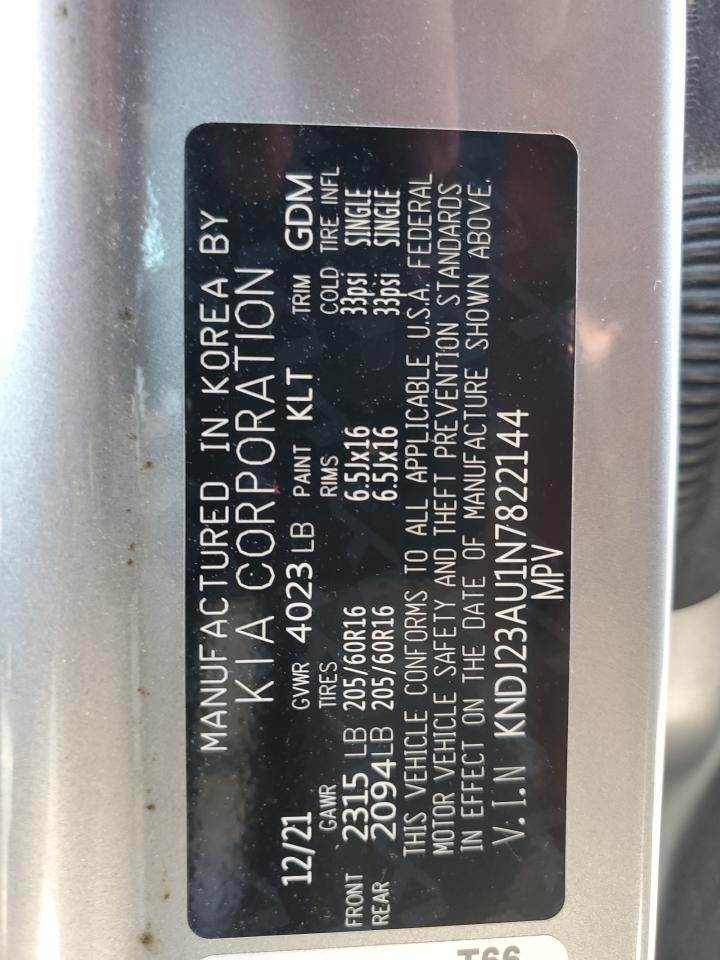 MANUFACTURED IN KOREA BY
KIA CORPORATION
12/21 GVWR 4023 LB PAINT KLT TRIM GDM
GAWR TIRES RIMS COLD TIRE INFL
FRONT 2315 LB 205/60R16 6.5Jx16 33psi SINGLE
REAR 2094LB 205/60R16 6.5Jx16 33psi SINGLE
THIS VEHICLE CONFORMS TO ALL APPLICABLE U.S.A. FEDERAL
MOTOR VEHICLE SAFETY AND THEFT PREVENTION STANDARDS
IN EFFECT ON THE DATE OF MANUFACTURE SHOWN ABOVE.
V.I.N KNDJ23AU1N7822144
MPV